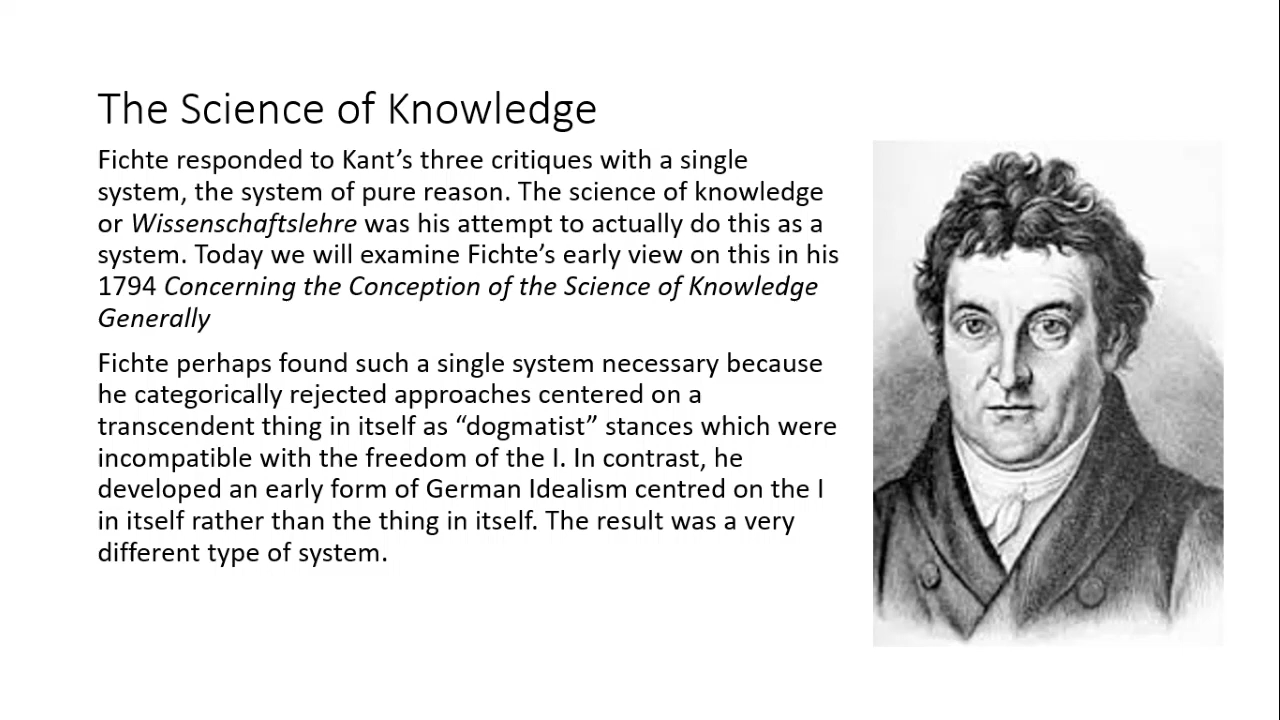 The Science of Knowledge
Fichte responded to Kant’s three critiques with a single
system, the system of pure reason. The science of knowledge
or Wissenschaftslehre was his attempt to actually do this as a
system. Today we will examine Fichte’s early view on this in his
1794 Concerning the Conception of the Science of Knowledge
Generally
Fichte perhaps found such a single system necessary because
he categorically rejected approaches centered on a
transcendent thing in itself as “dogmatist” stances which were
incompatible with the freedom of the I. In contrast, he
developed an early form of German Idealism centred on the I
in itself rather than the thing in itself. The result was a very
different type of system.